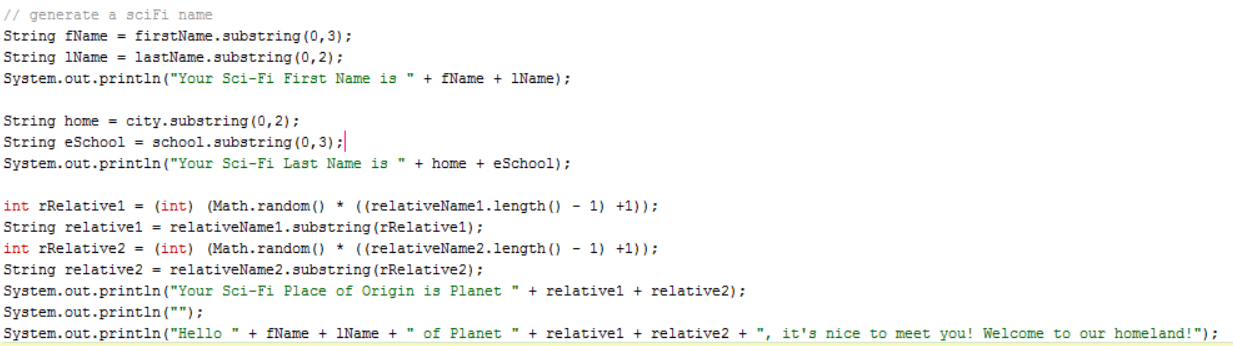 // generate a sciFi name
String fName = firstName.substring(0,3);
String lName = lastName.substring(0,2);
System.out.println("Your Sci-Fi First Name is " + fName + lName);
String home = city.substring(0,2);
String eSchool = school.substring(0,3);
System.out.println("Your Sci-Fi Last Name is " + home + eSchool);
int rRelative1 = (int) (Math.random() * ((relativeName1.length() - 1) +1));
String relative1 = relativeName1.substring(rRelative1);
int rRelative2 = (int) (Math.random() * ((relativeName2.length() - 1) +1));
String relative2 = relativeName2.substring(rRelative2);
System.out.println("Your Sci-Fi Place of Origin is Planet " + relative1 + relative2);
System.out.println("");
System.out.println("Hello " + fName + lName + " of Planet " + relative1 + relative2 + ", it's nice to meet you! Welcome to our homeland!");